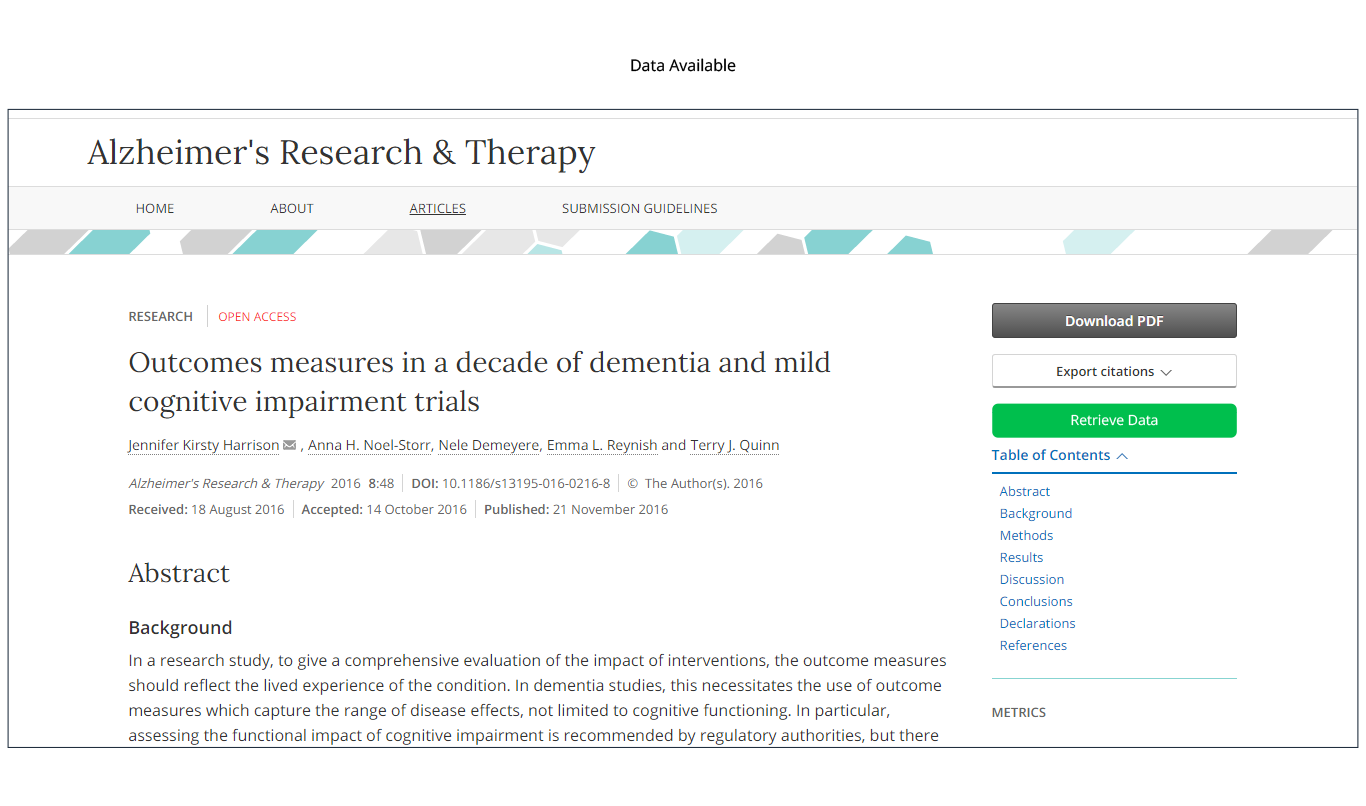 Data Available
Alzheimer's Research & Therapy
HOME ABOUT ARTICLES SUBMISSION GUIDELINES
RESEARCH OPEN ACCESS
Outcomes measures in a decade of dementia and mild
cognitive impairment trials
Jennifer Kirsty Harrison , Anna H. Noel-Storr, Nele Demeyere, Emma L. Reynish and Terry J. Quinn
Alzheimer's Research & Therapy 2016 8:48 DOI: 10.1186/s13195-016-0216-8 © The Author(s). 2016
Received: 18 August 2016 Accepted: 14 October 2016 Published: 21 November 2016
Abstract
Background
In a research study, to give a comprehensive evaluation of the impact of interventions, the outcome measures
should reflect the lived experience of the condition. In dementia studies, this necessitates the use of outcome
measures which capture the range of disease effects, not limited to cognitive functioning. In particular,
assessing the functional impact of cognitive impairment is recommended by regulatory authorities, but there
Download PDF
Export citations
Retrieve Data
Table of Contents
Abstract
Background
Methods
Results
Discussion
Conclusions
Declarations
References
METRICS